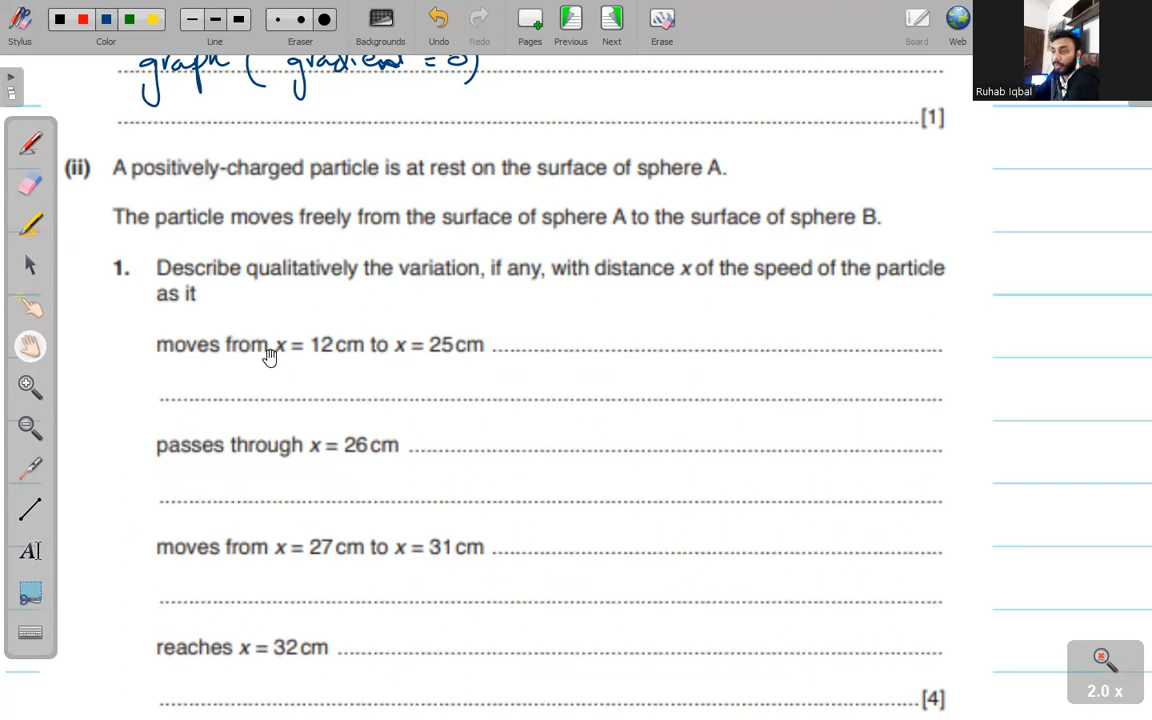 Stylus
Color
Line
Eraser
Backgrounds
Undo
Redo
Pages
Previous
Next
Erase
Board
Web
Ruhab Iqbal
graph ( gradient = 0)
[1]
(ii) A positively-charged particle is at rest on the surface of sphere A.
The particle moves freely from the surface of sphere A to the surface of sphere B.
1. Describe qualitatively the variation, if any, with distance x of the speed of the particle
as it
moves from x = 12 cm to x = 25 cm
passes through x = 26 cm
moves from x = 27 cm to x = 31 cm
reaches x = 32 cm
[4]
A
2.0 x